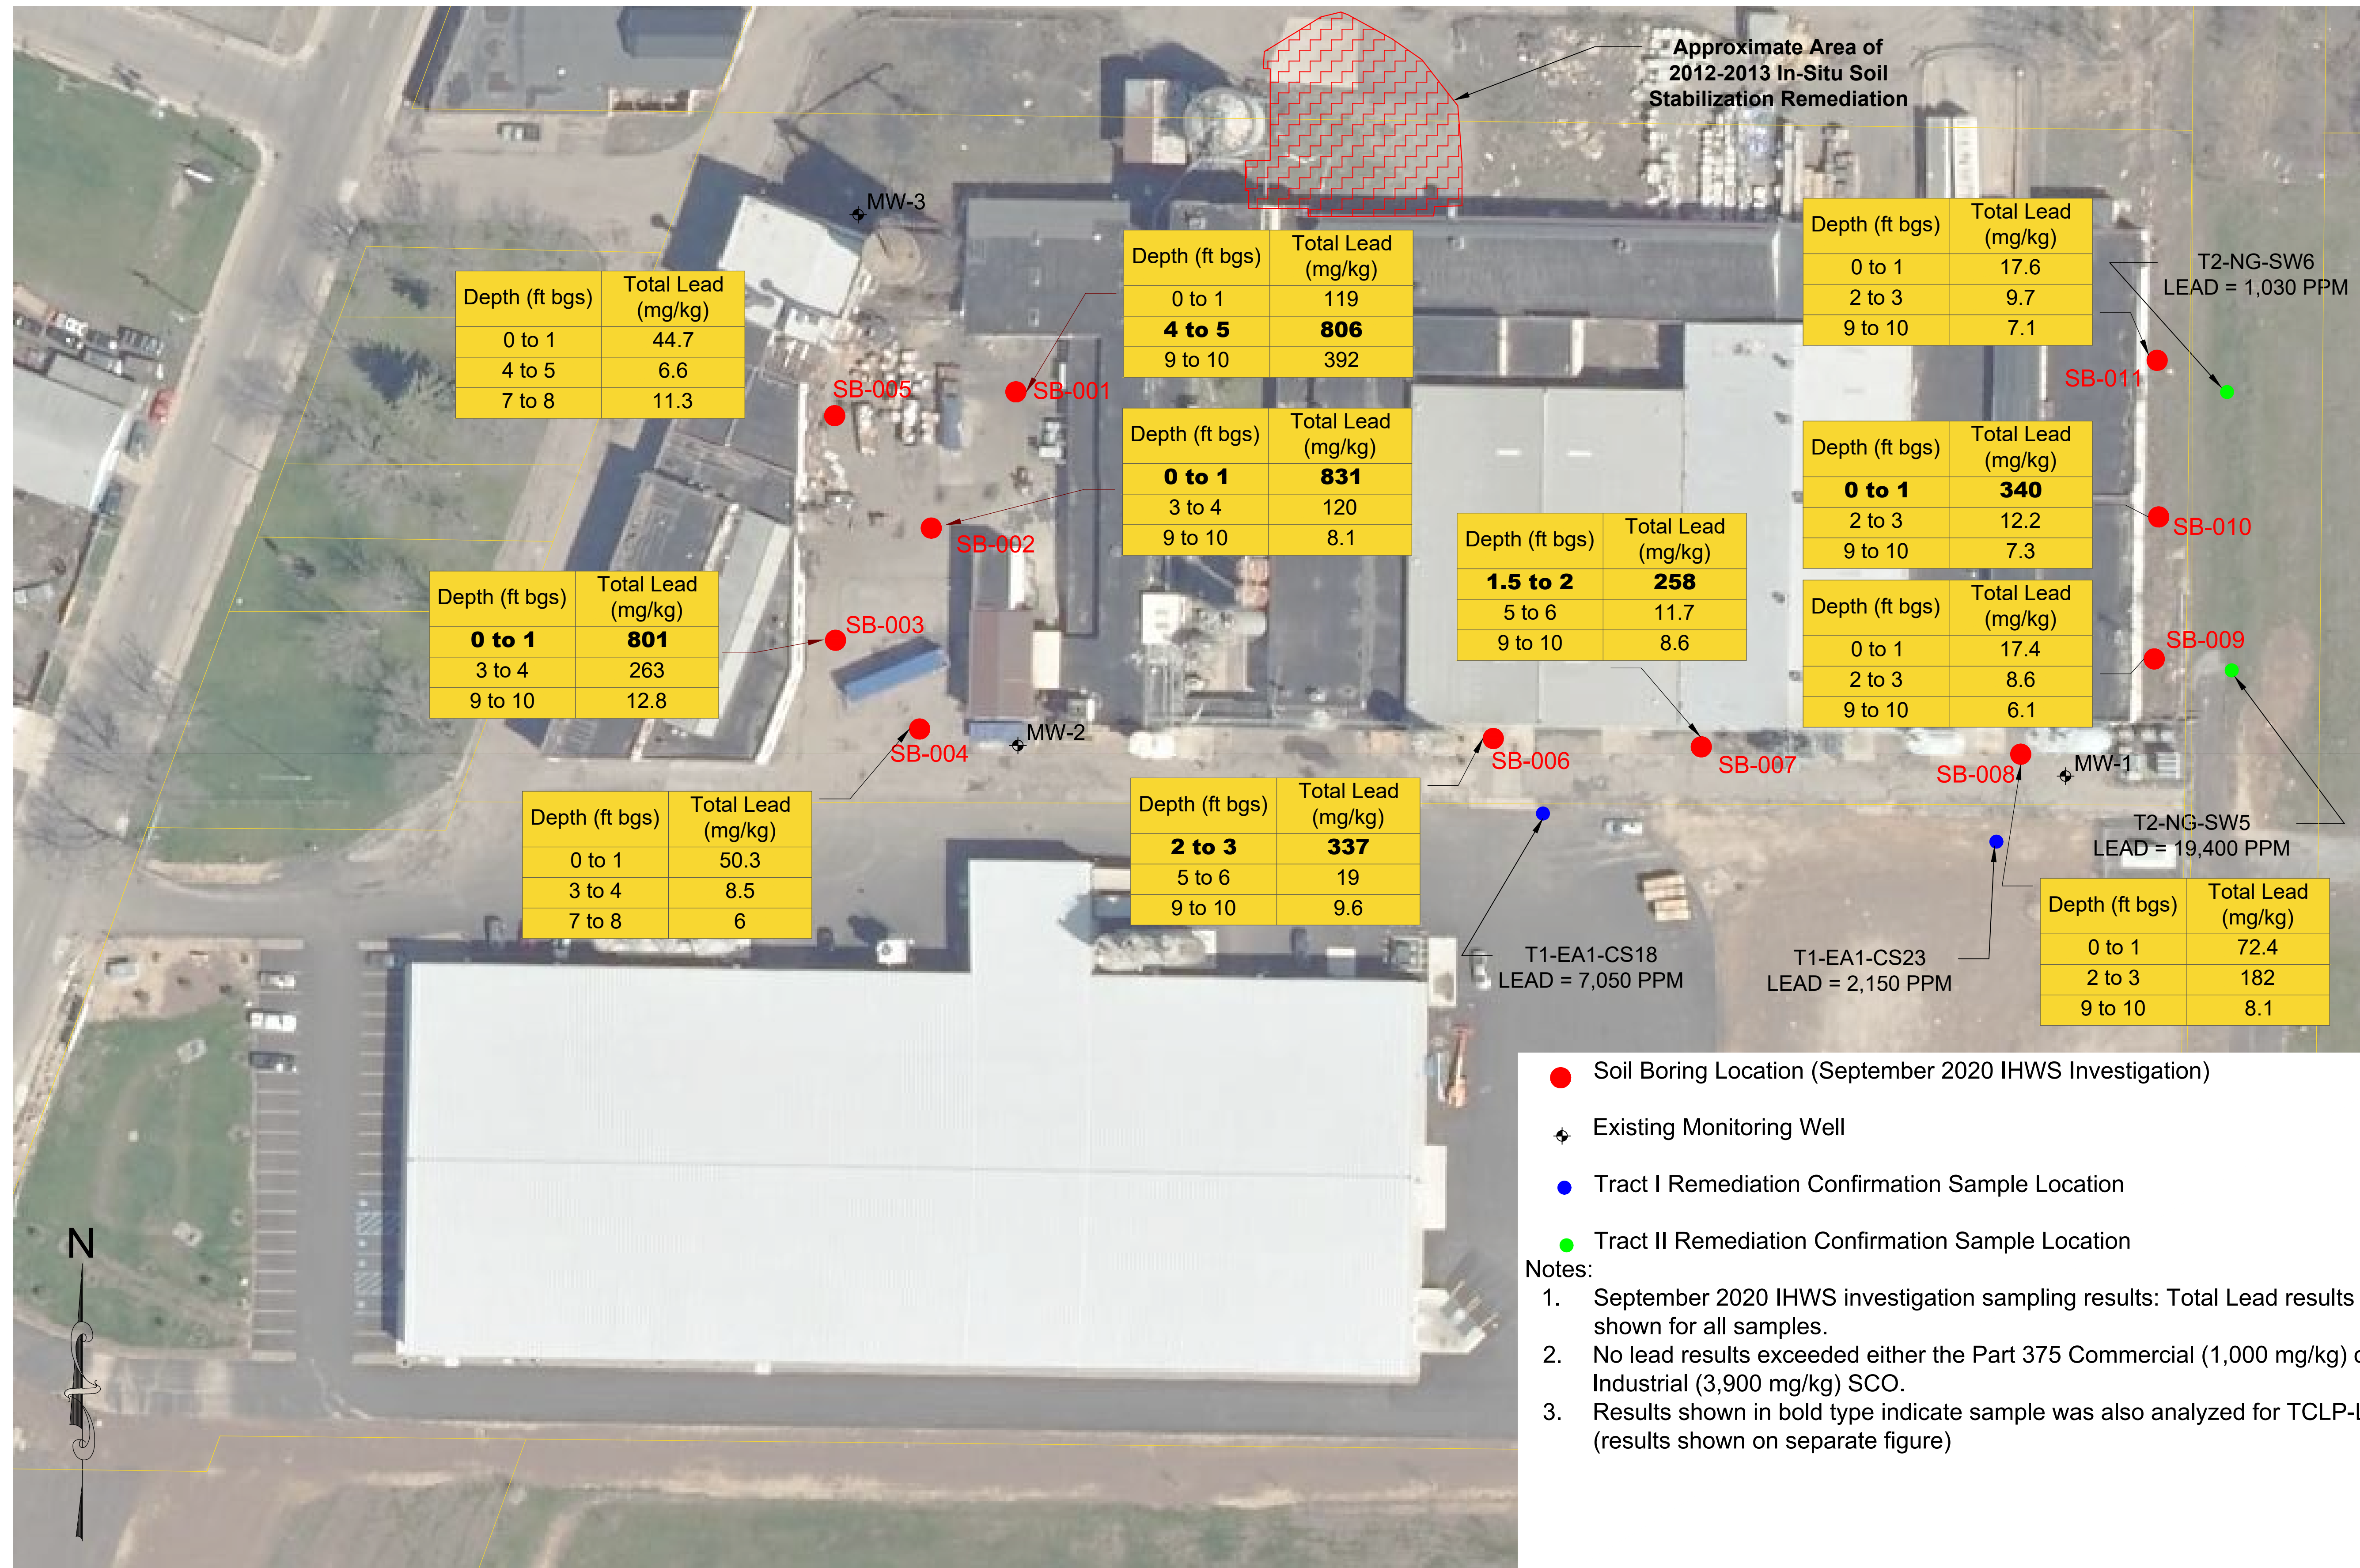 Approximate Area of
2012-2013 In-Situ Soil
Stabilization Remediation
MW-3
Depth (ft bgs) Total Lead (mg/kg)
0 to 1 44.7
4 to 5 6.6
7 to 8 11.3
SB-005
Depth (ft bgs) Total Lead (mg/kg)
0 to 1 119
4 to 5 806
9 to 10 392
SB-001
Depth (ft bgs) Total Lead (mg/kg)
0 to 1 17.6
2 to 3 9.7
9 to 10 7.1
SB-011
T2-NG-SW6
LEAD = 1,030 PPM
Depth (ft bgs) Total Lead (mg/kg)
0 to 1 831
3 to 4 120
9 to 10 8.1
SB-002
Depth (ft bgs) Total Lead (mg/kg)
0 to 1 340
2 to 3 12.2
9 to 10 7.3
SB-010
Depth (ft bgs) Total Lead (mg/kg)
1.5 to 2 258
5 to 6 11.7
9 to 10 8.6
SB-007
Depth (ft bgs) Total Lead (mg/kg)
0 to 1 801
3 to 4 263
9 to 10 12.8
SB-003
Depth (ft bgs) Total Lead (mg/kg)
0 to 1 17.4
2 to 3 8.6
9 to 10 6.1
SB-009
SB-004
MW-2
SB-006
SB-008
MW-1
Depth (ft bgs) Total Lead (mg/kg)
0 to 1 50.3
3 to 4 8.5
7 to 8 6
Depth (ft bgs) Total Lead (mg/kg)
2 to 3 337
5 to 6 19
9 to 10 9.6
T2-NG-SW5
LEAD = 19,400 PPM
T1-EA1-CS18
LEAD = 7,050 PPM
T1-EA1-CS23
LEAD = 2,150 PPM
Depth (ft bgs) Total Lead (mg/kg)
0 to 1 72.4
2 to 3 182
9 to 10 8.1
Soil Boring Location (September 2020 IHWS Investigation)
Existing Monitoring Well
Tract I Remediation Confirmation Sample Location
Tract II Remediation Confirmation Sample Location
N
Notes:
1. September 2020 IHWS investigation sampling results: Total Lead results
shown for all samples.
2. No lead results exceeded either the Part 375 Commercial (1,000 mg/kg)
Industrial (3,900 mg/kg) SCO.
3. Results shown in bold type indicate sample was also analyzed for
(results shown on separate figure)